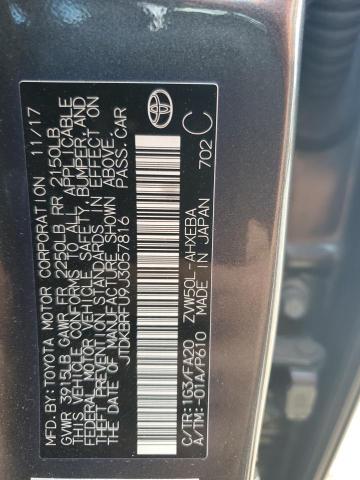 MFD. BY: TOYOTA MOTOR CORPORATION 11/17
GVWR 3915LB GAWR FR 2250LB RR 2150LB
THIS VEHICLE CONFORMS TO ALL APPLICABLE
FEDERAL MOTOR VEHICLE SAFETY, BUMPER, AND
THEFT PREVENTION STANDARDS IN EFFECT ON
THE DATE OF MANUFACTURE SHOWN ABOVE.
JTDKBRFU9J3057816 PASS.CAR
C/TR:1G3/FA20 ZVW50L-AHXEBA
A/TM:-01A/P610 MADE IN JAPAN 702
C
TOYOTA